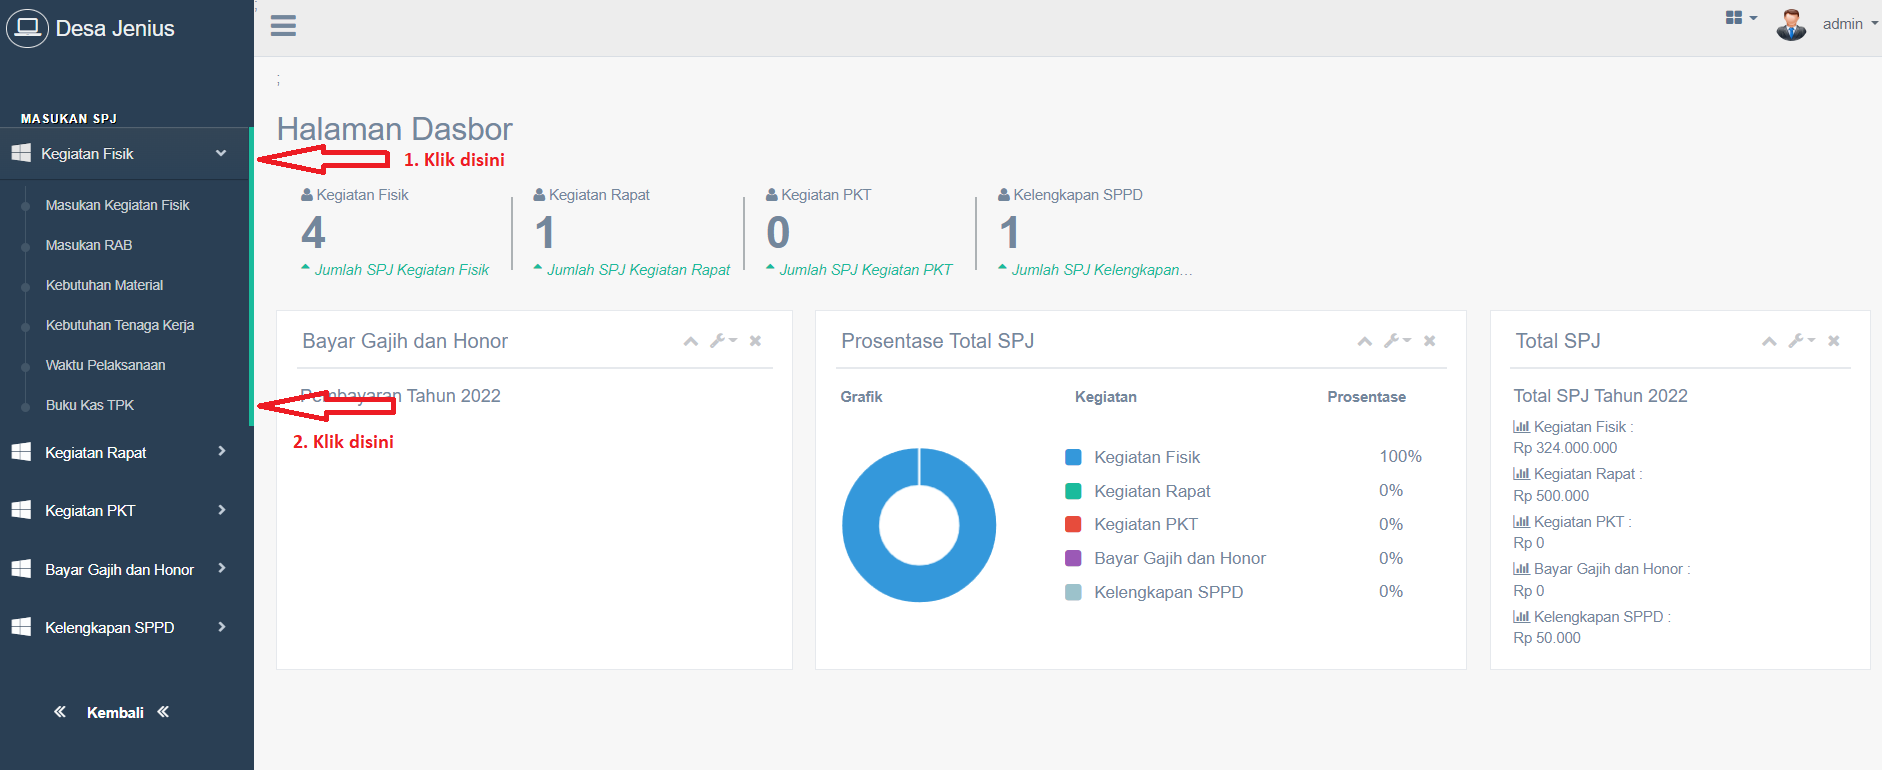 Desa Jenius
admin
;
;
MASUKAN SPJ
Kegiatan Fisik
Masukan Kegiatan Fisik
Masukan RAB
Kebutuhan Material
Kebutuhan Tenaga Kerja
Waktu Pelaksanaan
Buku Kas TPK
Kegiatan Rapat
Kegiatan PKT
Bayar Gajih dan Honor
Kelengkapan SPPD
Kembali
Halaman Dasbor
1. Klik disini
Kegiatan Fisik
4
Jumlah SPJ Kegiatan Fisik
Kegiatan Rapat
1
Jumlah SPJ Kegiatan Rapat
Kegiatan PKT
0
Jumlah SPJ Kegiatan PKT
Kelengkapan SPPD
1
Jumlah SPJ Kelengkapan...
Bayar Gajih dan Honor
Pembayaran Tahun 2022
2. Klik disini
Prosentase Total SPJ
Grafik Kegiatan Prosentase
Kegiatan Fisik 100%
Kegiatan Rapat 0%
Kegiatan PKT 0%
Bayar Gajih dan Honor 0%
Kelengkapan SPPD 0%
Total SPJ
Total SPJ Tahun 2022
Kegiatan Fisik :
Rp 324.000.000
Kegiatan Rapat :
Rp 500.000
Kegiatan PKT :
Rp 0
Bayar Gajih dan Honor :
Rp 0
Kelengkapan SPPD :
Rp 50.000